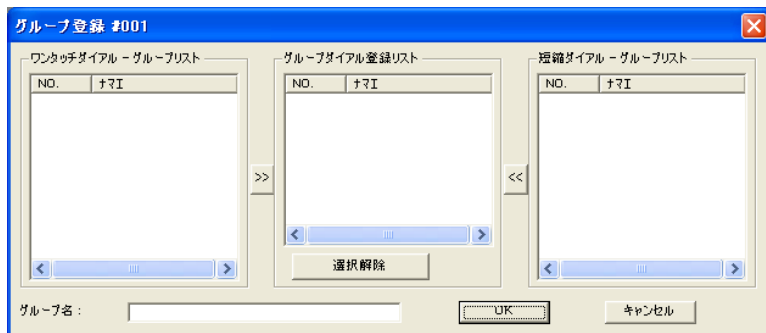 グループ登録 #001
ワンタッチダイアル - グループリスト
NO. ナマエ
グループダイアル登録リスト
NO. ナマエ
短縮ダイアル - グループリスト
NO. ナマエ
>>
<<
選択解除
グループ名:
OK
キャンセル